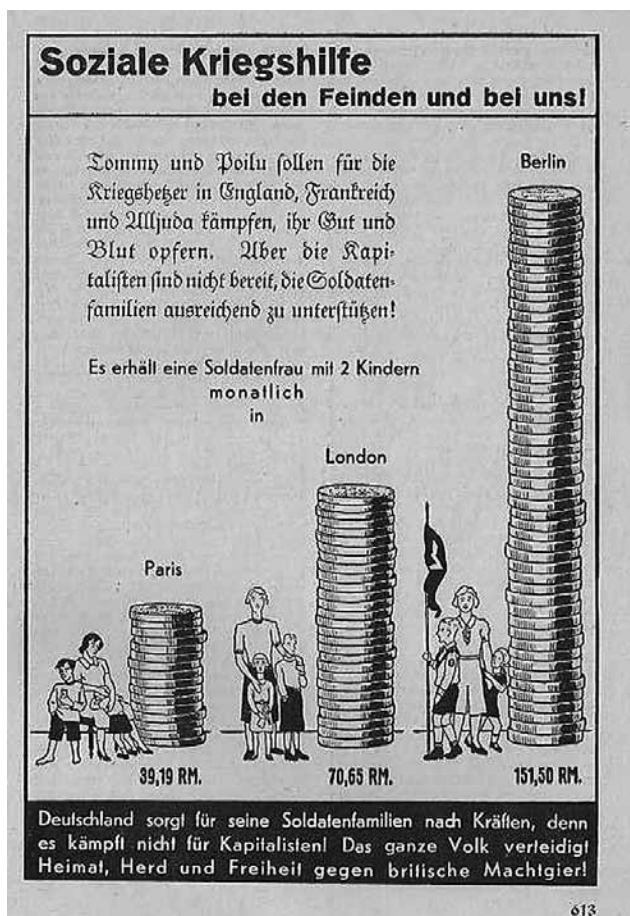 Soziale Kriegshilfe
bei den Feinden und bei uns!
Tommy und Poilu sollen für die
Kriegshetzer in England, Frankreich
und Alljuda kämpfen, ihr Gut und
Blut opfern. Aber die Kapi-
talisten sind nicht bereit, die Soldaten-
familien ausreichend zu unterstützen!
Es erhält eine Soldatenfrau mit 2 Kindern
monatlich
in
Paris
London
Berlin
39,19 RM.
70,65 RM.
151,50 RM.
Deutschland sorgt für seine Soldatenfamilien nach Kräften, denn
es kämpft nicht für Kapitalisten! Das ganze Volk verteidigt
Heimat, Herd und Freiheit gegen britische Machtgier!
613